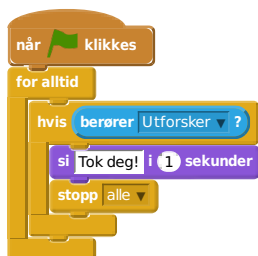 når klikkes
for alltid
hvis berører Utforsker ?
si Tok deg! i 1 sekunder
stopp alle